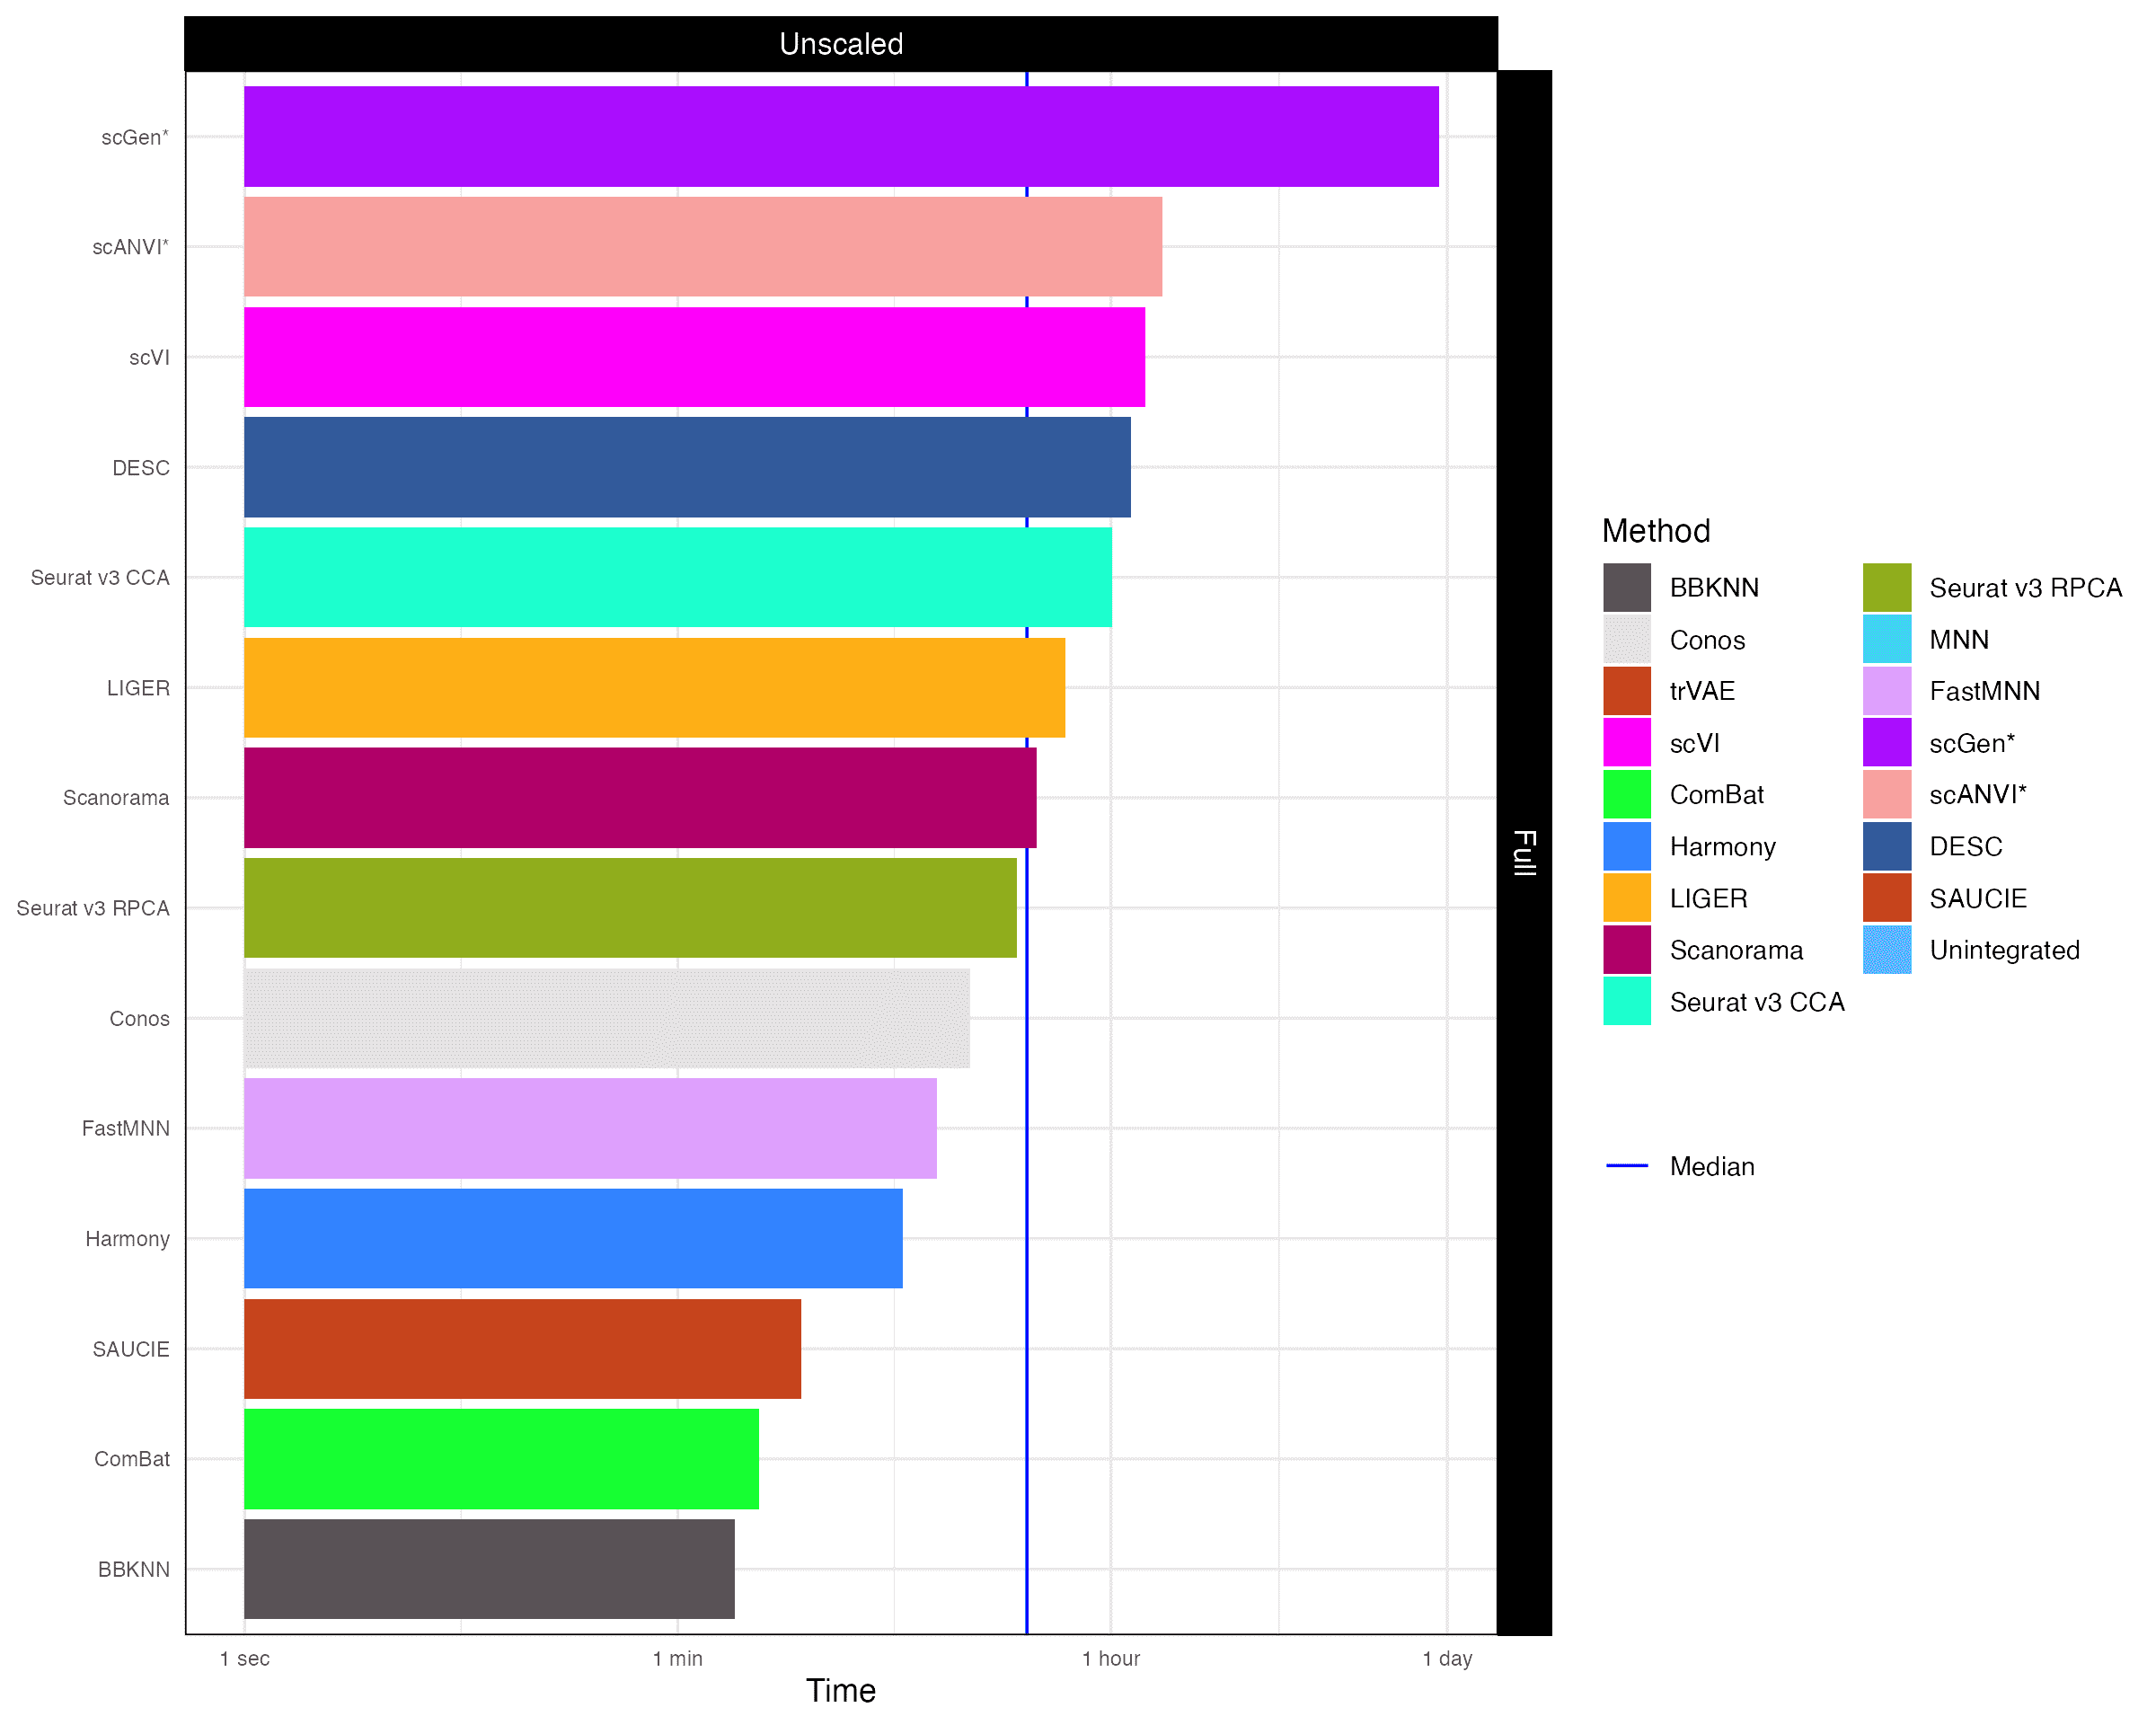 Unscaled
scGen*
scANVI*
scVI
DESC
Seurat v3 CCA
LIGER
Scanorama
Seurat v3 RPCA
Conos
FastMNN
Harmony
SAUCIE
ComBat
BBKNN
1 sec
1 min
1 hour
1 day
Time
Full
Method
BBKNN
Conos
trVAE
scVI
ComBat
Harmony
LIGER
Scanorama
Seurat v3 CCA
Seurat v3 RPCA
MNN
FastMNN
scGen*
scANVI*
DESC
SAUCIE
Unintegrated
Median